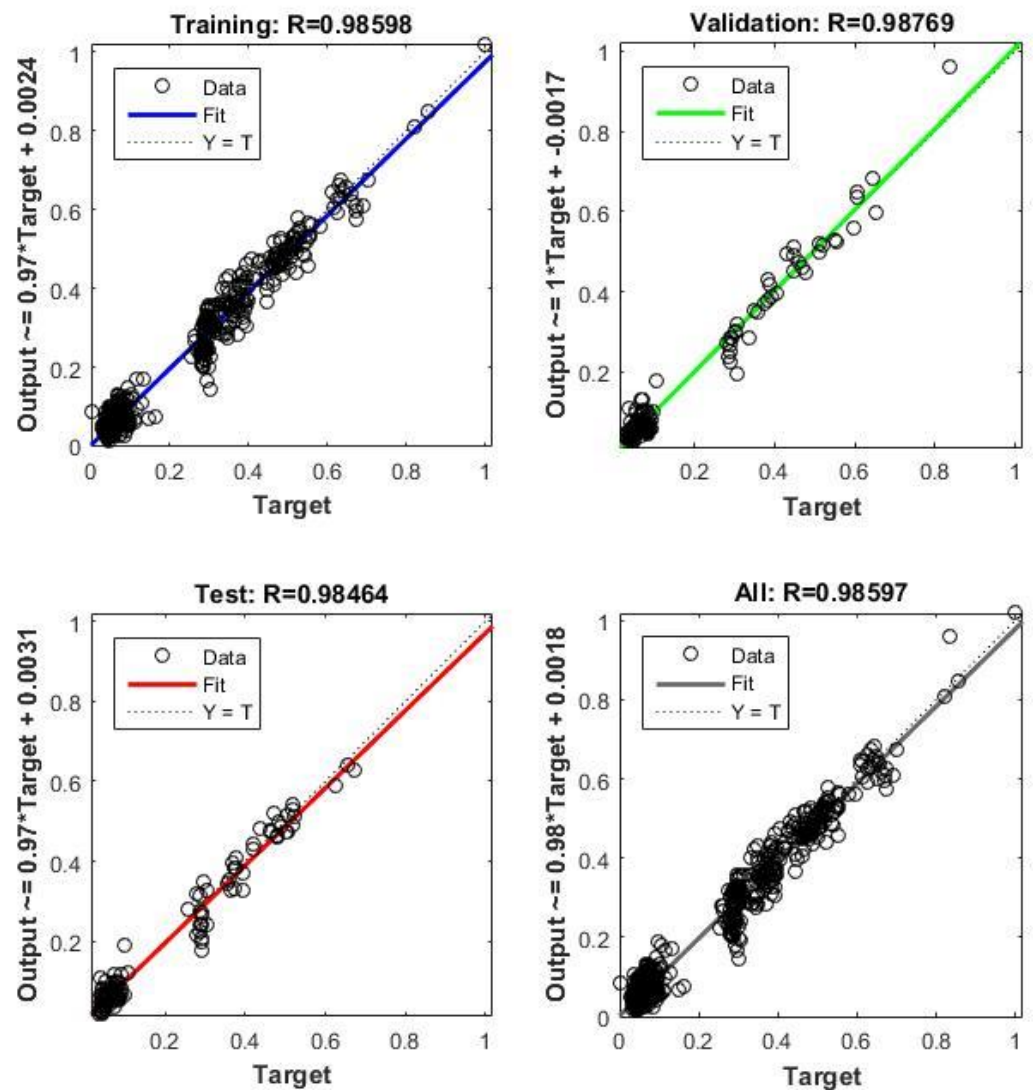 Training: R=0.98598
Output ~= 0.97*Target + 0.0024
1
0.8
0.6
0.4
0.2
0
Data
Fit
Y = T
0 0.2 0.4 0.6 0.8 1
Target
Validation: R=0.98769
Output ~= 1*Target + -0.0017
1
0.8
0.6
0.4
0.2
Data
Fit
Y = T
0.2 0.4 0.6 0.8 1
Target
Test: R=0.98464
Output ~= 0.97*Target + 0.0031
1
0.8
0.6
0.4
0.2
Data
Fit
Y = T
0.2 0.4 0.6 0.8 1
Target
All: R=0.98597
Output ~= 0.98*Target + 0.0018
1
0.8
0.6
0.4
0.2
0
Data
Fit
Y = T
0 0.2 0.4 0.6 0.8 1
Target